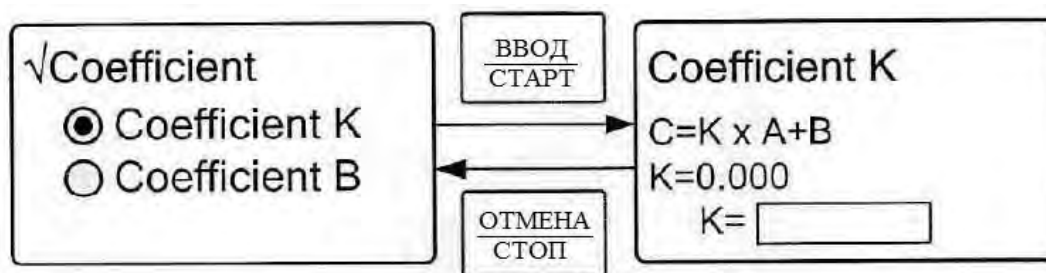 √Coefficient
Coefficient K
Coefficient B
ВВОД
СТАРТ
ОТМЕНА
СТОП
Coefficient K
C=K x A+B
K=0.000
K=